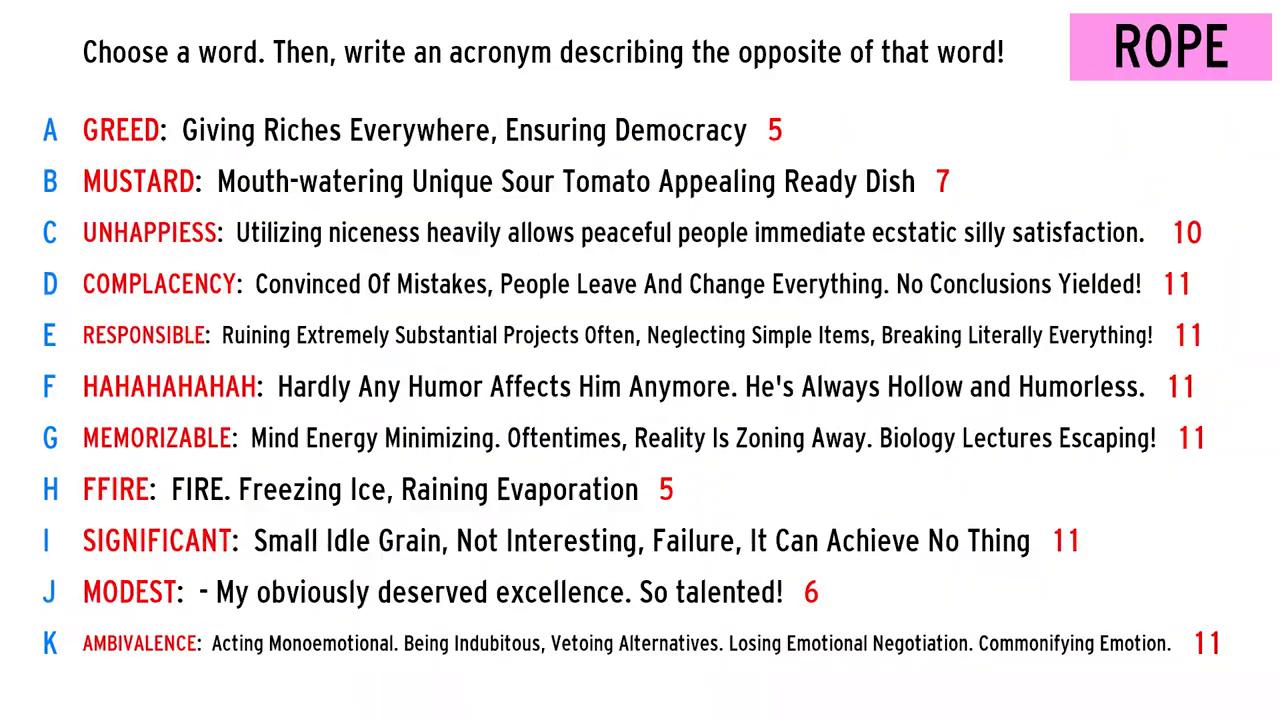 Choose a word. Then, write an acronym describing the opposite of that word!
ROPE
A GREED: Giving Riches Everywhere, Ensuring Democracy 5
B MUSTARD: Mouth-watering Unique Sour Tomato Appealing Ready Dish 7
C UNHAPPIESS: Utilizing niceness heavily allows peaceful people immediate ecstatic silly satisfaction. 10
D COMPLACENCY: Convinced Of Mistakes, People Leave And Change Everything. No Conclusions Yielded! 11
E RESPONSIBLE: Ruining Extremely Substantial Projects Often, Neglecting Simple Items, Breaking Literally Everything! 11
F HAHAHAHAHAH: Hardly Any Humor Affects Him Anymore. He's Always Hollow and Humorless. 11
G MEMORIZABLE: Mind Energy Minimizing. Oftentimes, Reality Is Zoning Away. Biology Lectures Escaping! 11
H FFIRE: FIRE. Freezing Ice, Raining Evaporation 5
I SIGNIFICANT: Small Idle Grain, Not Interesting, Failure, It Can Achieve No Thing 11
J MODEST: - My obviously deserved excellence. So talented! 6
K AMBIVALENCE: Acting Monoemotional. Being Indubitous, Vetoing Alternatives. Losing Emotional Negotiation. Commonifying Emotion. 11